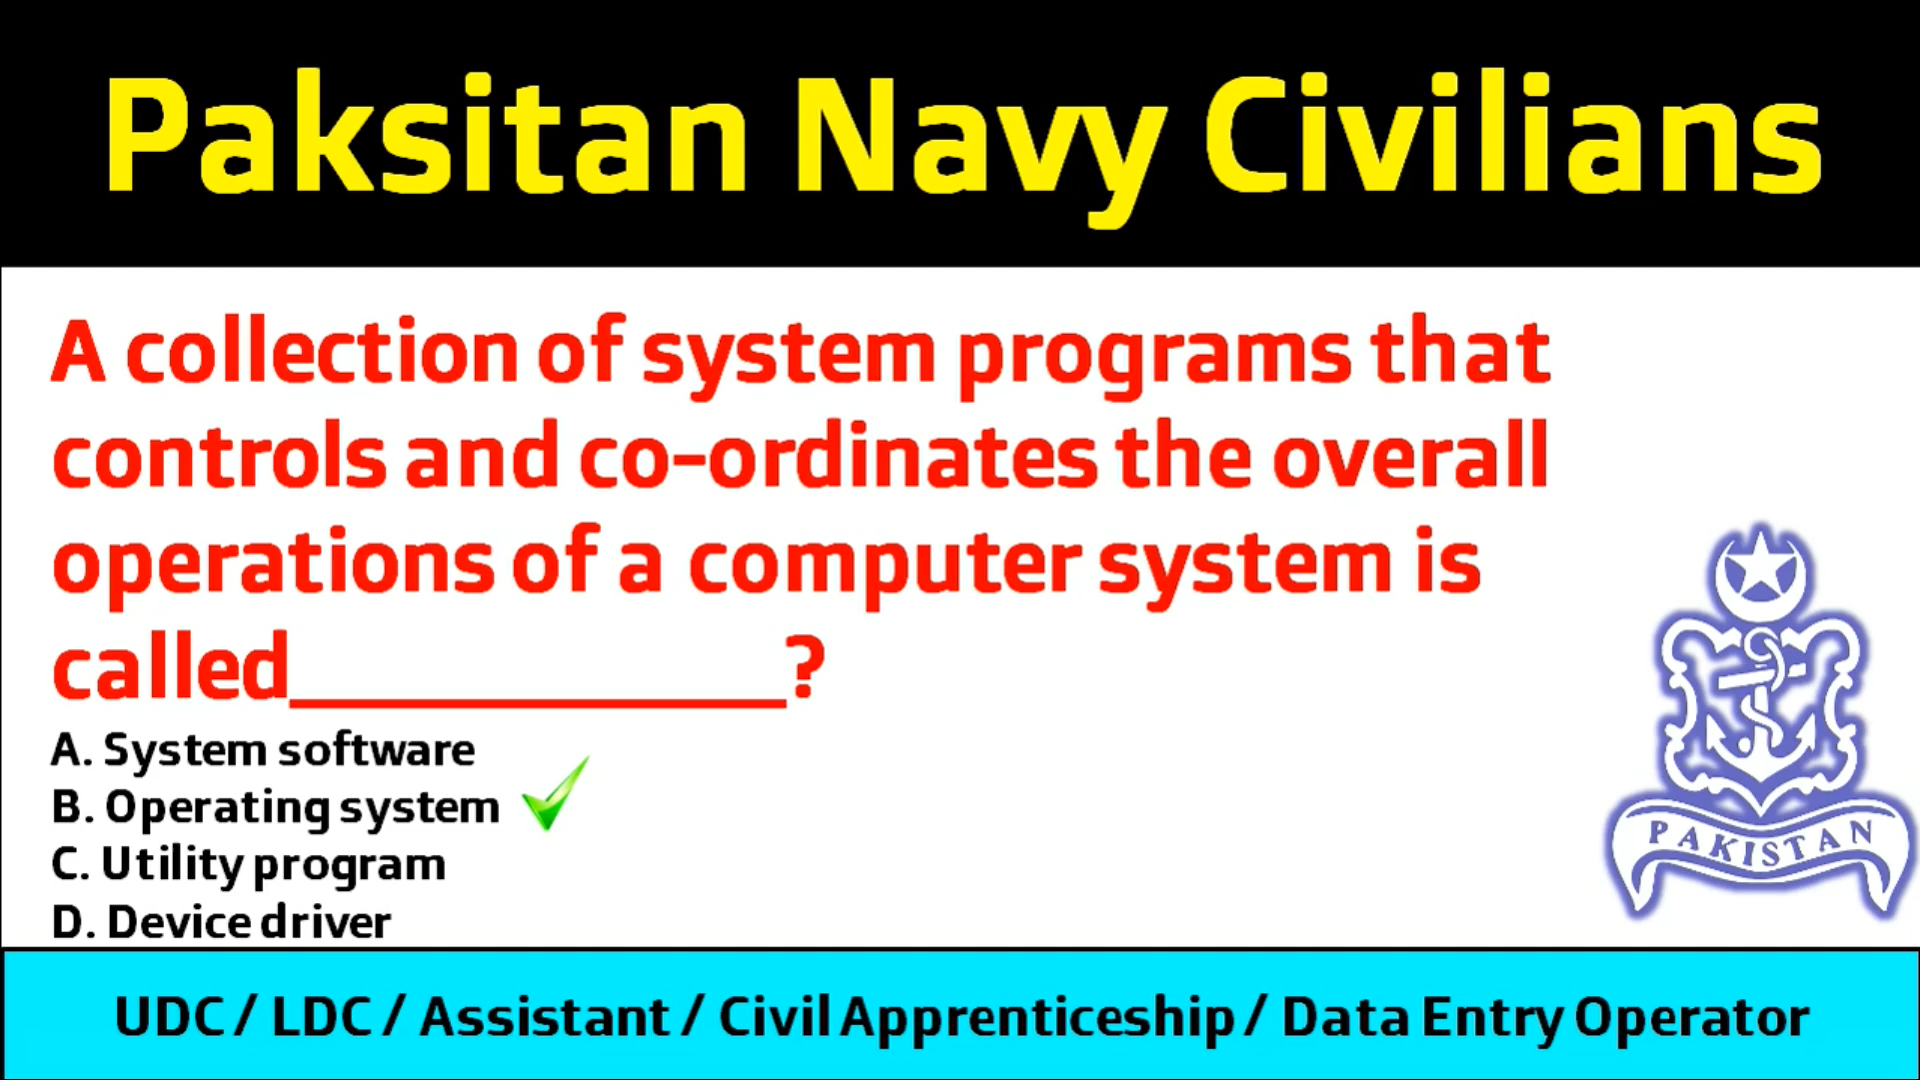 Paksitan Navy Civilians
A collection of system programs that
controls and co-ordinates the overall
operations of a computer system is
called____________?
A. System software
B. Operating system
C. Utility program
D. Device driver
PAKISTAN
UDC / LDC / Assistant / Civil Apprenticeship / Data Entry Operator